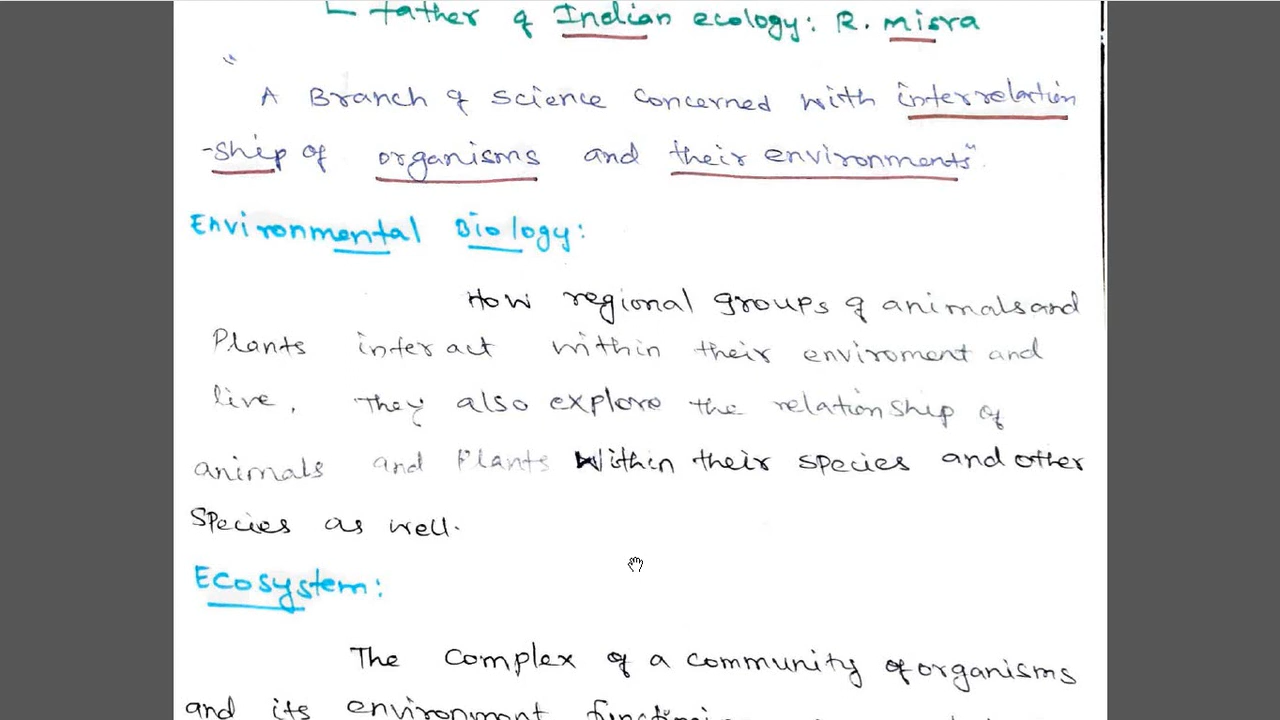 └ father of Indian ecology: R. misra
"A Branch of science concerned with interrelation
-ship of organisms and their environments".
Environmental Biology:
How regional groups of animals and
Plants interact within their enviroment and
live. They also explore the relationship of
animals and Plants Within their species and other
species as well.
Ecosystem:
The complex of a community of organisms
and its environment